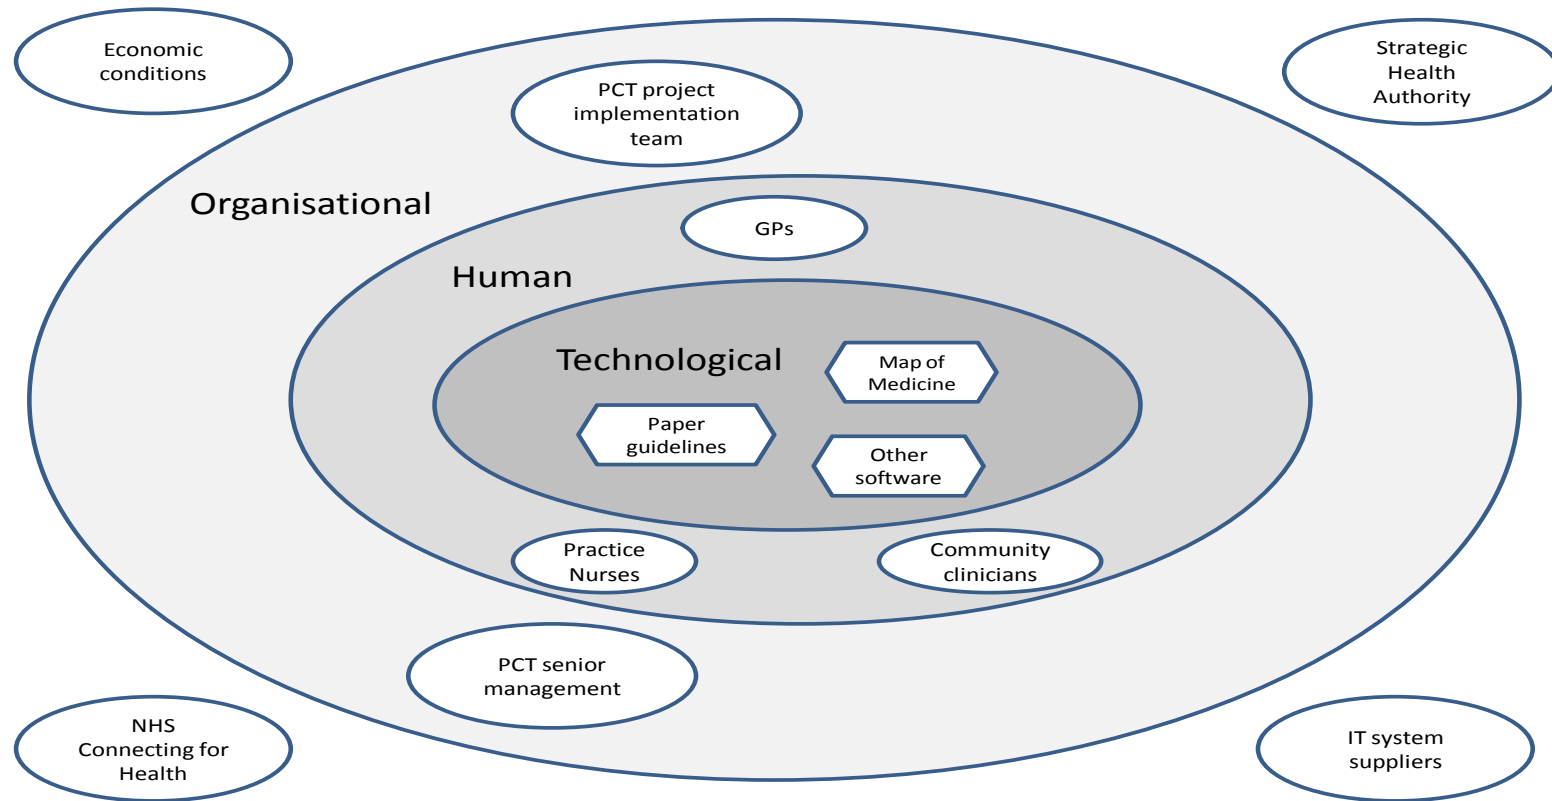 Economic
conditions
Strategic
Health
Authority
PCT project
implementation
team
Organisational
GPs
Human
Technological
Map of
Medicine
Paper
guidelines
Other
software
Practice
Nurses
Community
clinicians
PCT senior
management
NHS
Connecting for
Health
IT system
suppliers